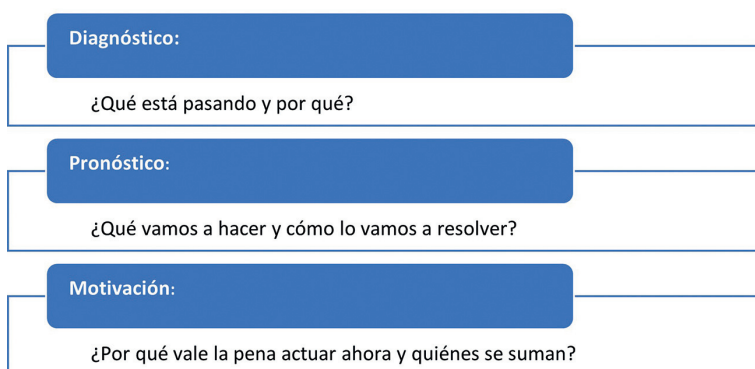 Diagnóstico:
¿Qué está pasando y por qué?
Pronóstico:
¿Qué vamos a hacer y cómo lo vamos a resolver?
Motivación:
¿Por qué vale la pena actuar ahora y quiénes se suman?